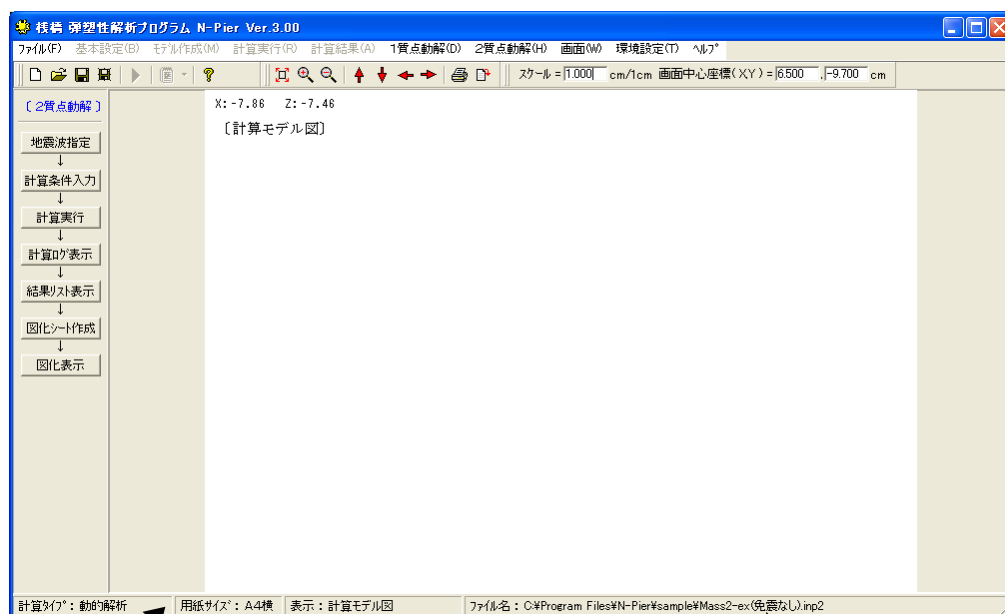 桟橋 弾塑性解析プログラム N-Pier Ver.3.00
ファイル(F) 基本設定(B) モデル作成(M) 計算実行(R) 計算結果(A) 1質点動解(D) 2質点動解(H) 画面(W) 環境設定(T) ヘルプ
スケール = 1.000 cm/1cm 画面中心座標(X,Y) = 6.500 , -9.700 cm
〔2質点動解〕
X: -7.86 Z: -7.46
〔計算モデル図〕
地震波指定
↓
計算条件入力
↓
計算実行
↓
計算ログ表示
↓
結果リスト表示
↓
図化シート作成
↓
図化表示
計算タイプ : 動的解析 用紙サイズ : A4横 表示 : 計算モデル図 ファイル名 : C:¥Program Files¥N-Pier¥sample¥Mass2-ex(免震なし).inp2